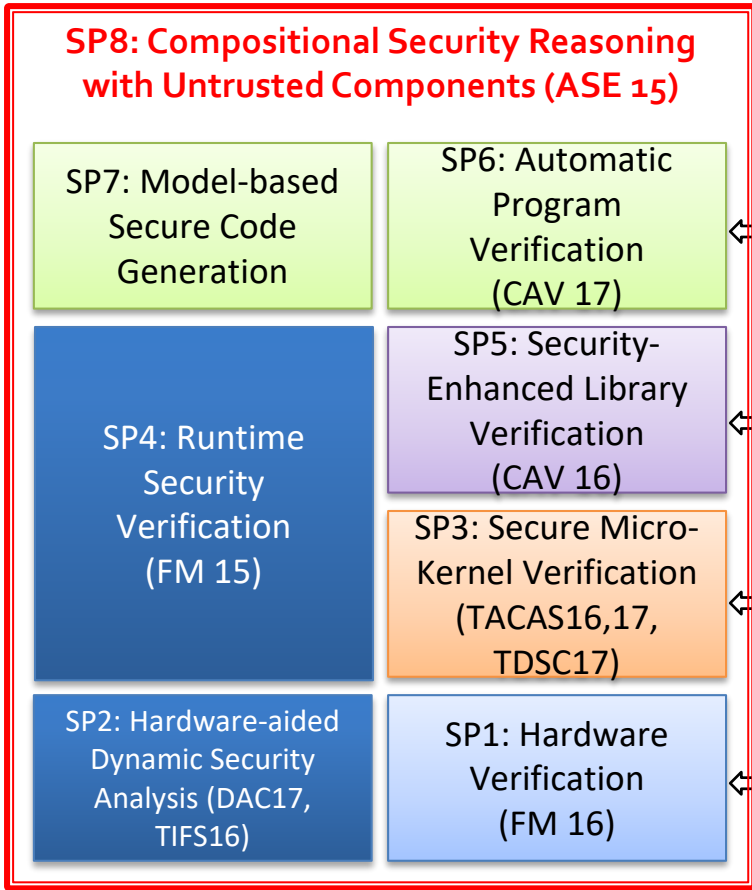 SP8: Compositional Security Reasoning
with Untrusted Components (ASE 15)
SP7: Model-based
Secure Code
Generation
SP6: Automatic
Program
Verification
(CAV 17)
SP4: Runtime
Security
Verification
(FM 15)
SP5: Security-
Enhanced Library
Verification
(CAV 16)
SP3: Secure Micro-
Kernel Verification
(TACAS16,17,
TDSC17)
SP2: Hardware-aided
Dynamic Security
Analysis (DAC17,
TIFS16)
SP1: Hardware
Verification
(FM 16)